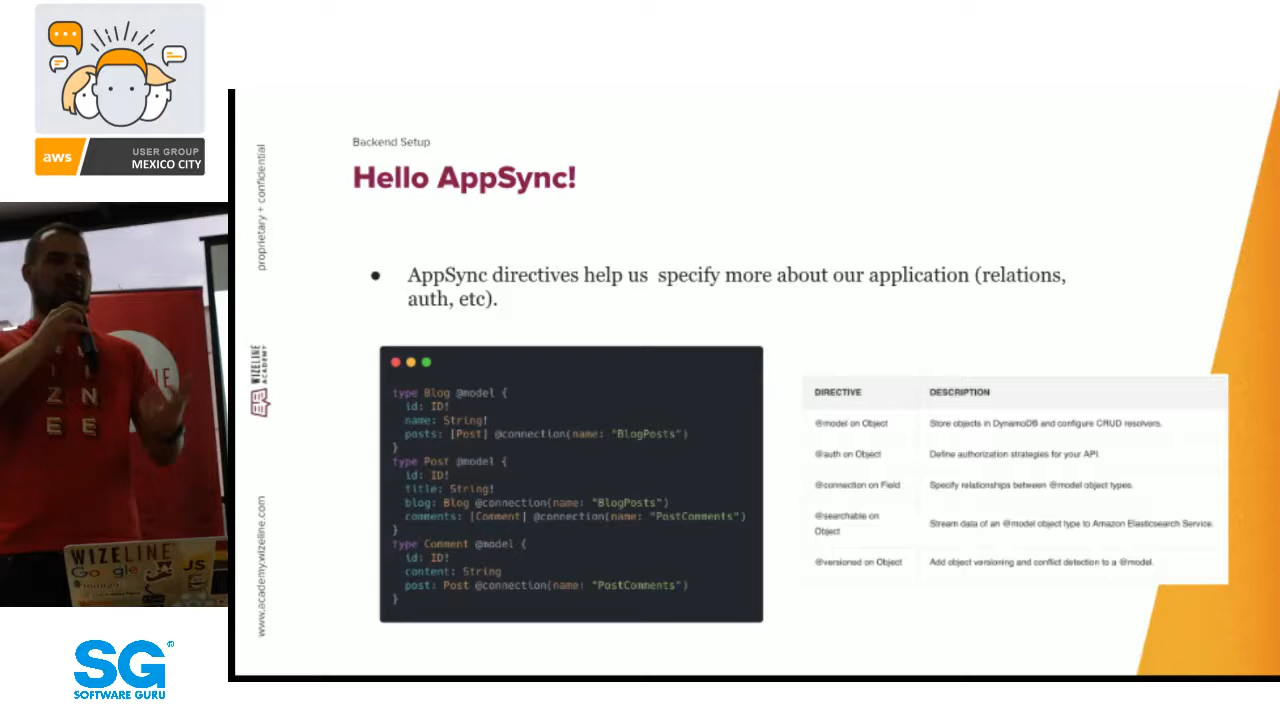 aws
USER GROUP
MEXICO CITY
proprietary + confidential
WIZELINE
ACADEMY
www.academy.wizeline.com
Backend Setup
Hello AppSync!
● AppSync directives help us specify more about our application (relations,
auth, etc).
type Blog @model {
id: ID!
name: String!
posts: [Post] @connection(name: "BlogPosts")
}
type Post @model {
id: ID!
title: String!
blog: Blog @connection(name: "BlogPosts")
comments: [Comment] @connection(name: "PostComments")
}
type Comment @model {
id: ID!
content: String
post: Post @connection(name: "PostComments")
}
DIRECTIVE DESCRIPTION
@model on Object Store objects in DynamoDB and configure CRUD resolvers.
@auth on Object Define authorization strategies for your API.
@connection on Field Specify relationships between @model object types.
@searchable on
Object Stream data of an @model object type to Amazon Elasticsearch Service.
@versioned on Object Add object versioning and conflict detection to a @model.
Z N
E E
NE
WIZELINE
Google
JS
SG®
SOFTWARE GURU